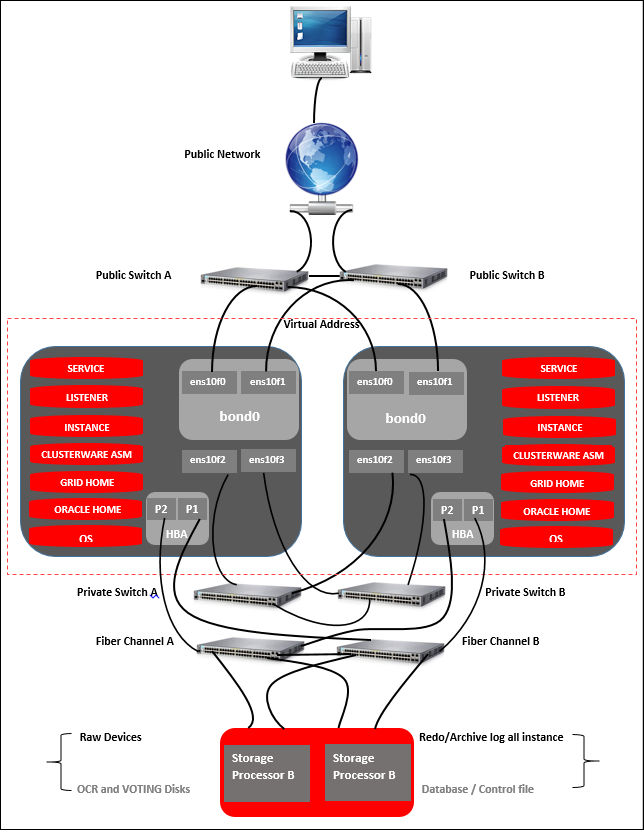 Public Network
Public Switch A
Public Switch B
Virtual Address
SERVICE
LISTENER
INSTANCE
CLUSTERWARE ASM
GRID HOME
ORACLE HOME
OS
ens10f0
ens10f1
bond0
ens10f2
ens10f3
P2
P1
HBA
ens10f0
ens10f1
bond0
ens10f2
ens10f3
P2
P1
HBA
SERVICE
LISTENER
INSTANCE
CLUSTERWARE ASM
GRID HOME
ORACLE HOME
OS
Private Switch A
Private Switch B
Fiber Channel A
Fiber Channel B
Raw Devices
OCR and VOTING Disks
Storage
Processor B
Storage
Processor B
Redo/Archive log all instance
Database / Control file